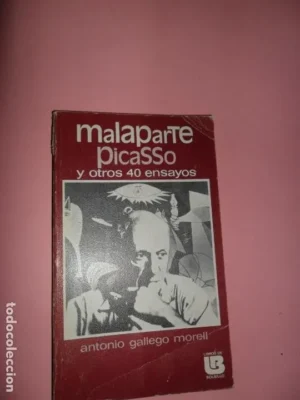 malaparte
picasso
y otros 40 ensayos
antonio gallego morell
todocoleccion